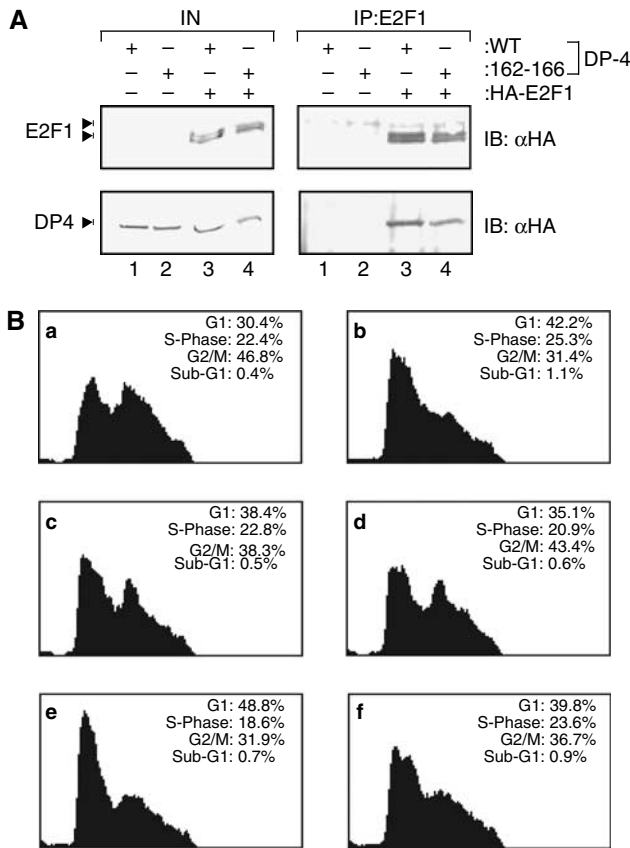 A
IN
IP:E2F1
+ – + – + – + – :WT
– + – + – + – + :162-166
DP-4
– – + + – – + + :HA-E2F1
E2F1
IB: αHA
DP4
IB: αHA
1 2 3 4 1 2 3 4
B
a
G1: 30.4%
S-Phase: 22.4%
G2/M: 46.8%
Sub-G1: 0.4%
b
G1: 42.2%
S-Phase: 25.3%
G2/M: 31.4%
Sub-G1: 1.1%
c
G1: 38.4%
S-Phase: 22.8%
G2/M: 38.3%
Sub-G1: 0.5%
d
G1: 35.1%
S-Phase: 20.9%
G2/M: 43.4%
Sub-G1: 0.6%
e
G1: 48.8%
S-Phase: 18.6%
G2/M: 31.9%
Sub-G1: 0.7%
f
G1: 39.8%
S-Phase: 23.6%
G2/M: 36.7%
Sub-G1: 0.9%